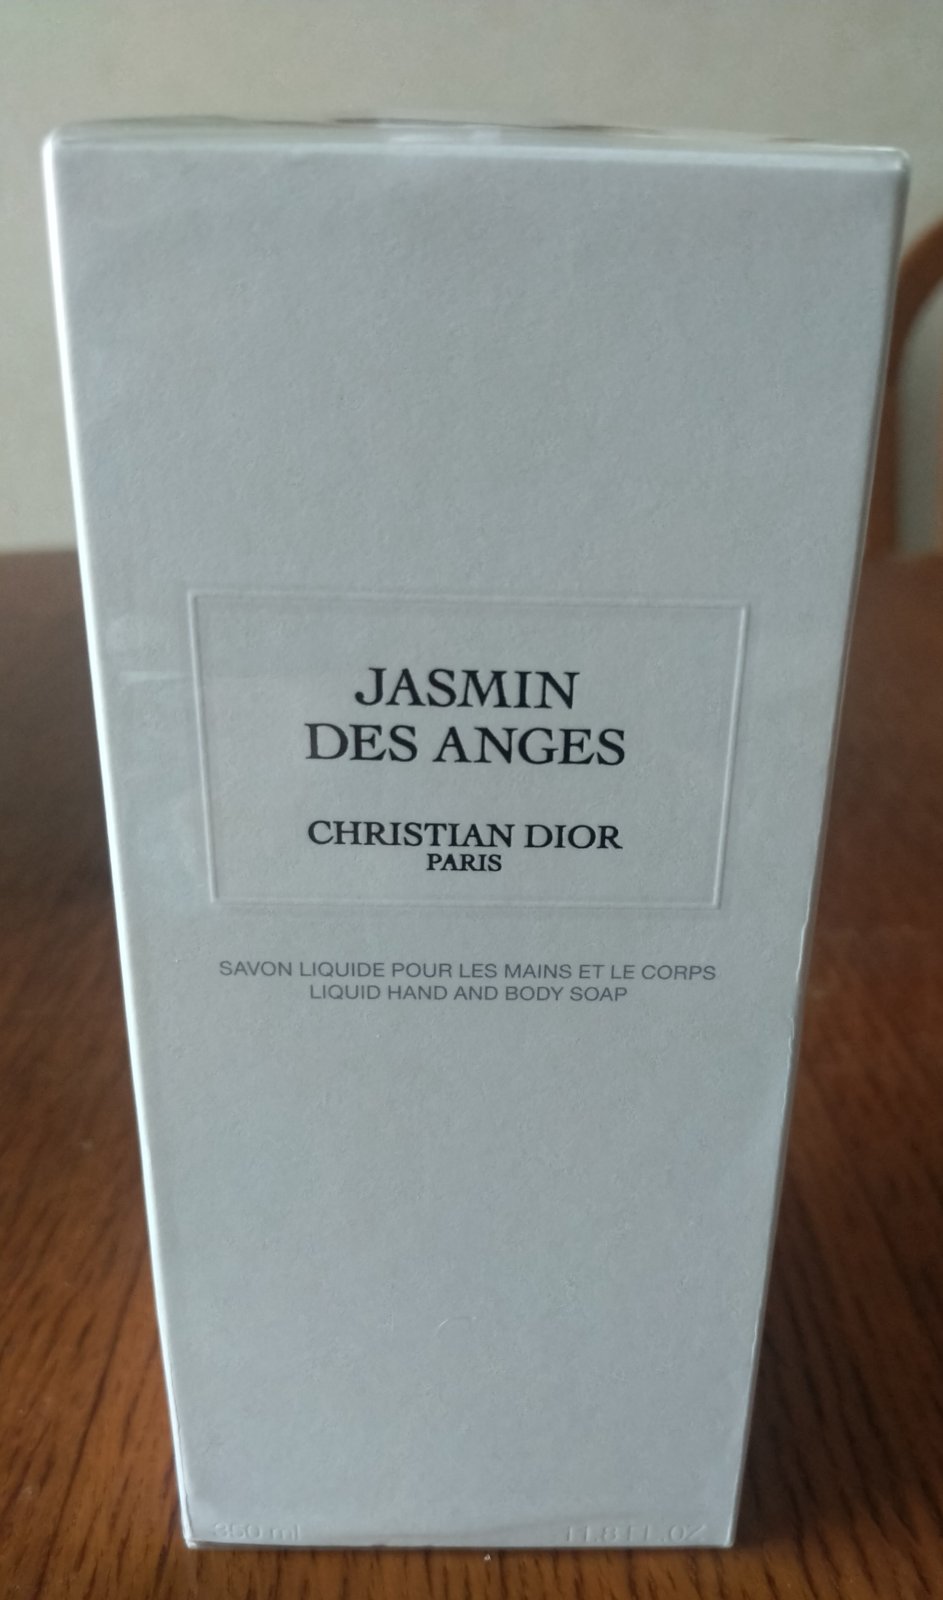 JASMIN
DES ANGES
CHRISTIAN DIOR
PARIS
SAVON LIQUIDE POUR LES MAINS ET LE CORPS
LIQUID HAND AND BODY SOAP
350 ml 11.8 FL.OZ